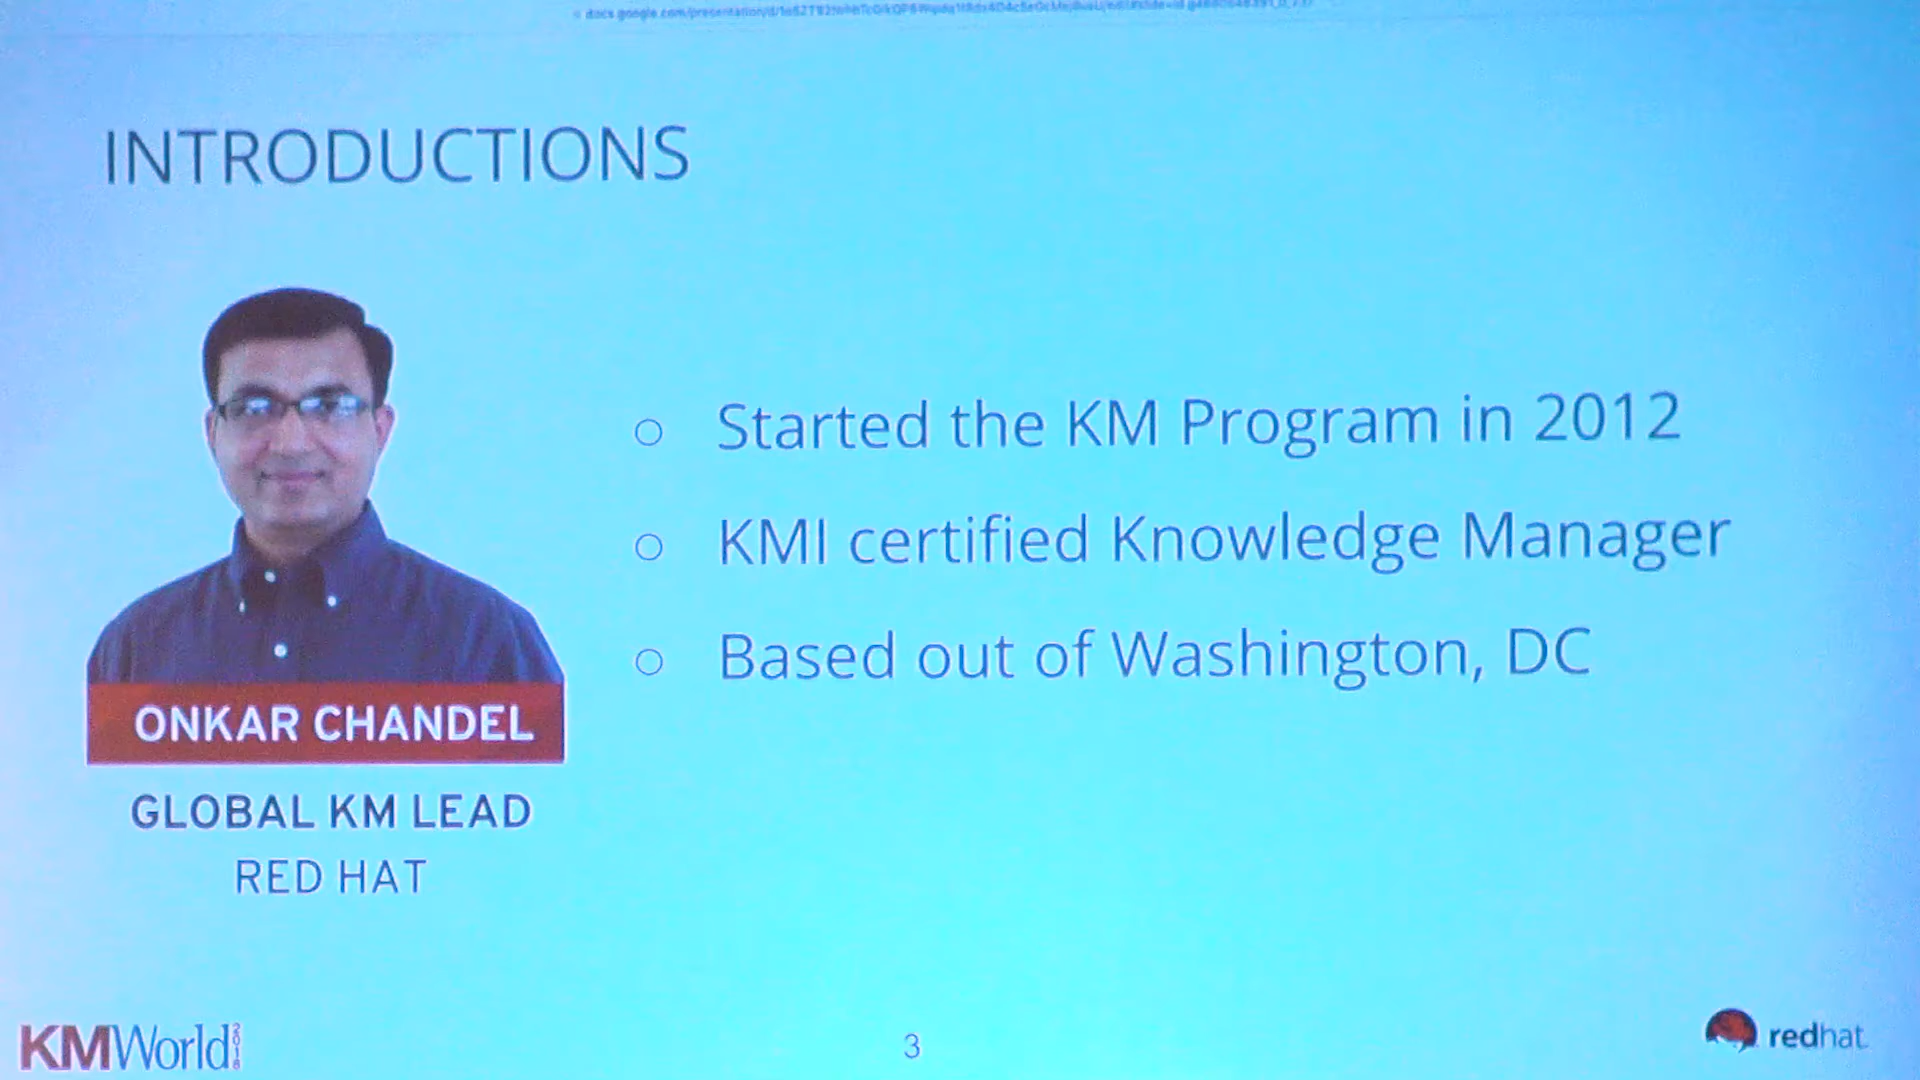 INTRODUCTIONS
Started the KM Program in 2012
KMI certified Knowledge Manager
Based out of Washington, DC
ONKAR CHANDEL
GLOBAL KM LEAD
RED HAT
KMWorld 2018
3
redhat.